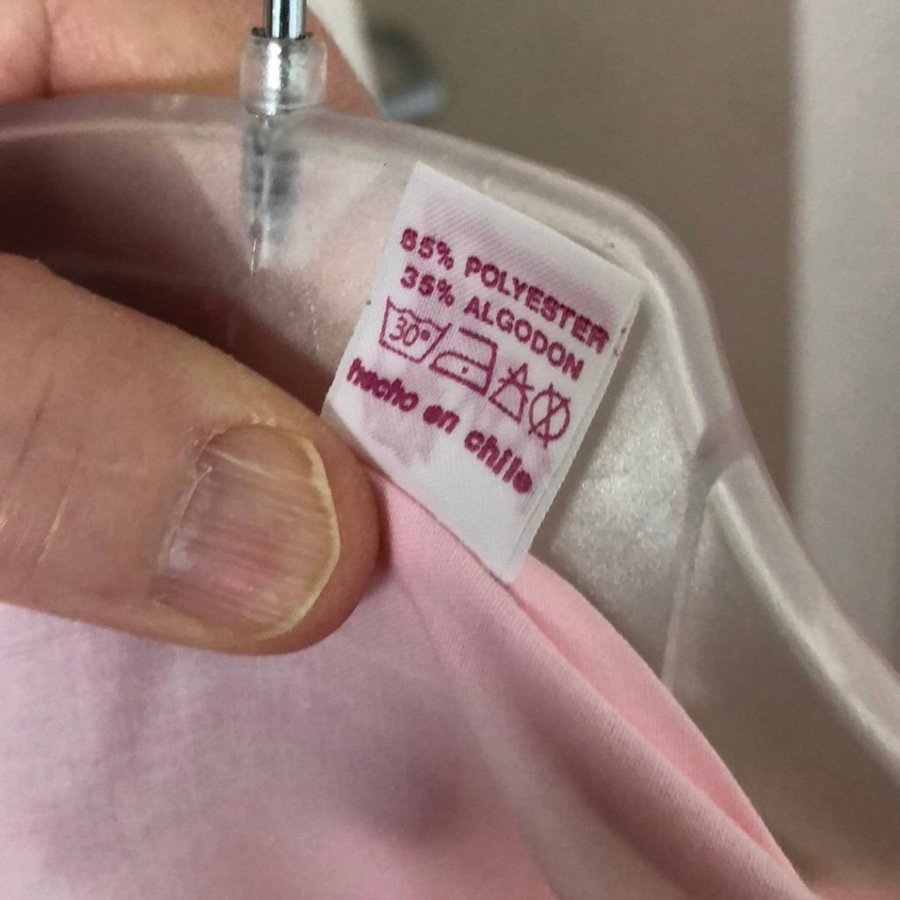 65% POLYESTER
35% ALGODON
30°
hecho en chile